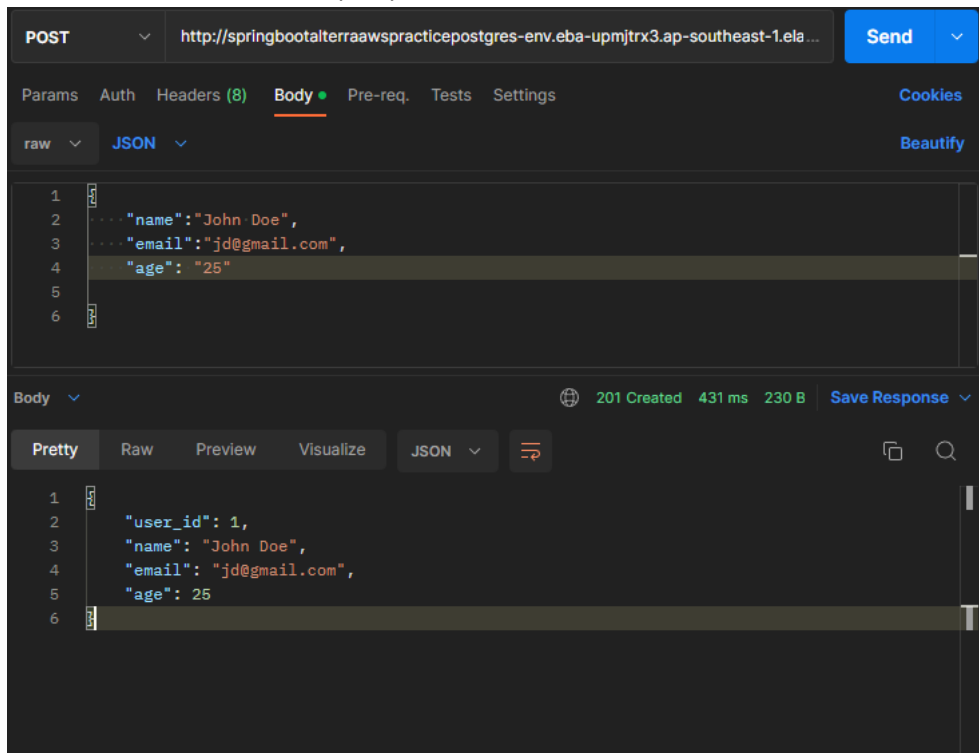 POST http://springbootalterraawspracticepostgres-env.eba-upmjtrx3.ap-southeast-1.ela... Send
Params Auth Headers (8) Body Pre-req. Tests Settings Cookies
raw JSON Beautify
1 {
2 "name":"John Doe",
3 "email":"jd@gmail.com",
4 "age": "25"
5
6 }
Body 201 Created 431 ms 230 B Save Response
Pretty Raw Preview Visualize JSON
1 {
2 "user_id": 1,
3 "name": "John Doe",
4 "email": "jd@gmail.com",
5 "age": 25
6 }